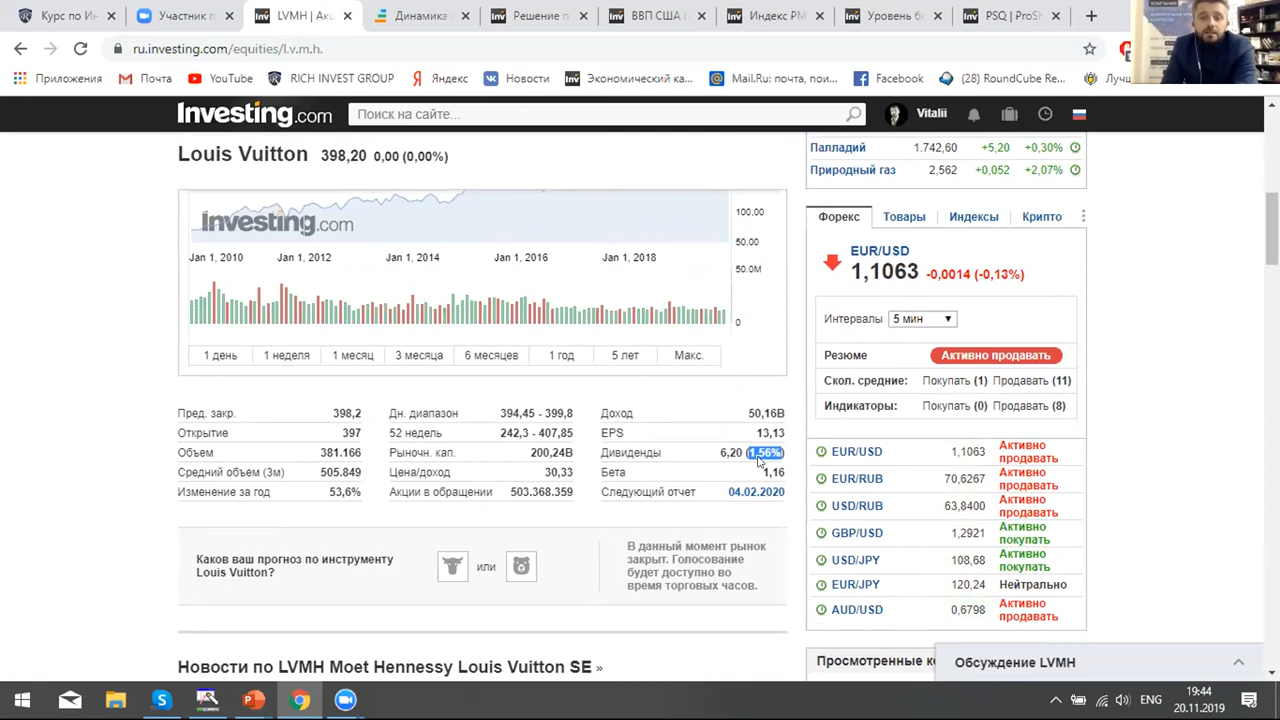 Курс по Ин
Участник п
LVMH | Ак
Динамика
Решение п
ВВП США
Индекс PM
Уровень
PSQ | ProSh
ru.investing.com/equities/l.v.m.h.
Приложения
Почта
YouTube
RICH INVEST GROUP
Яндекс
Новости
Экономический ка...
Mail.Ru: почта, пои...
Facebook
(28) RoundCube Re...
Лучш
Investing.com
Поиск на сайте...
Vitalii
Louis Vuitton 398,20 0,00 (0,00%)
Investing.com
100.00
50.00
50.0M
0
Jan 1, 2010 Jan 1, 2012 Jan 1, 2014 Jan 1, 2016 Jan 1, 2018
1 день 1 неделя 1 месяц 3 месяца 6 месяцев 1 год 5 лет Макс.
Пред. закр. 398,2 Дн. диапазон 394,45 - 399,8 Доход 50,16B
Открытие 397 52 недель 242,3 - 407,85 EPS 13,13
Объем 381.166 Рыночн. кап. 200,24B Дивиденды 6,20 (1,56%)
Средний объем (3м) 505.849 Цена/доход 30,33 Бета 1,16
Изменение за год 53,6% Акции в обращении 503.368.359 Следующий отчет 04.02.2020
Каков ваш прогноз по инструменту
Louis Vuitton?
или
В данный момент рынок
закрыт. Голосование
будет доступно во
время торговых часов.
Новости по LVMH Moet Hennessy Louis Vuitton SE »
Палладий 1.742,60 +5,20 +0,30%
Природный газ 2,562 +0,052 +2,07%
Форекс Товары Индексы Крипто
EUR/USD
1,1063 -0,0014 (-0,13%)
Интервалы 5 мин
Резюме Активно продавать
Скол. средние: Покупать (1) Продавать (11)
Индикаторы: Покупать (0) Продавать (8)
EUR/USD 1,1063 Активно продавать
EUR/RUB 70,6267 Активно продавать
USD/RUB 63,8400 Активно продавать
GBP/USD 1,2921 Активно покупать
USD/JPY 108,68 Активно покупать
EUR/JPY 120,24 Нейтрально
AUD/USD 0,6798 Активно продавать
Просмотренные к
Обсуждение LVMH
ENG
19:44
20.11.2019